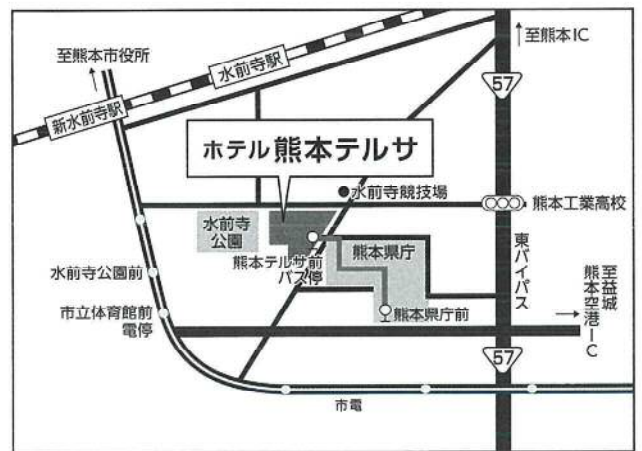 至熊本市役所
水前寺駅
至熊本IC
57
新水前寺駅
ホテル 熊本テルサ
水前寺競技場
熊本工業高校
水前寺
公園
熊本県庁
熊本テルサ前
バス停
東バイパス
至益城
熊本空港IC
水前寺公園前
市立体育館前
電停
熊本県庁前
57
市電